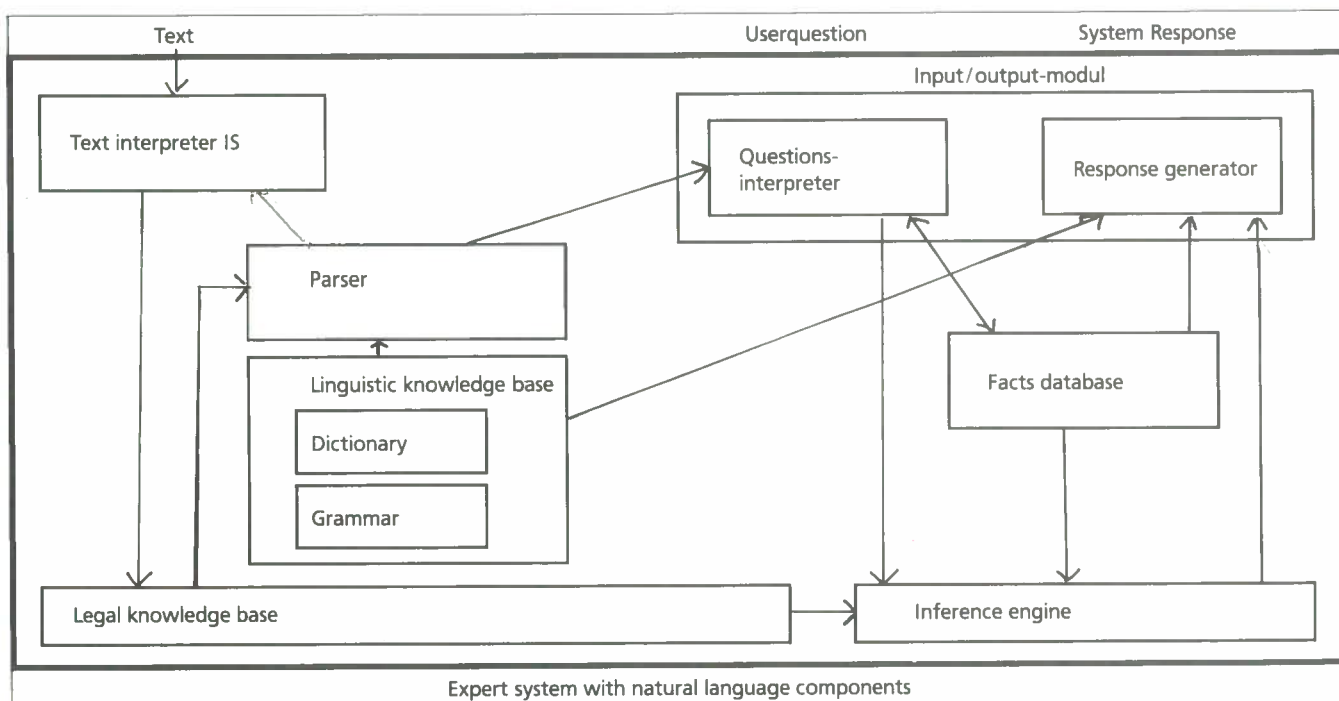 Text
Userquestion
System Response
Input/output-modul
Text interpreter IS
Questions-
interpreter
Response generator
Parser
Linguistic knowledge base
Facts database
Dictionary
Grammar
Legal knowledge base
Inference engine
Expert system with natural language components